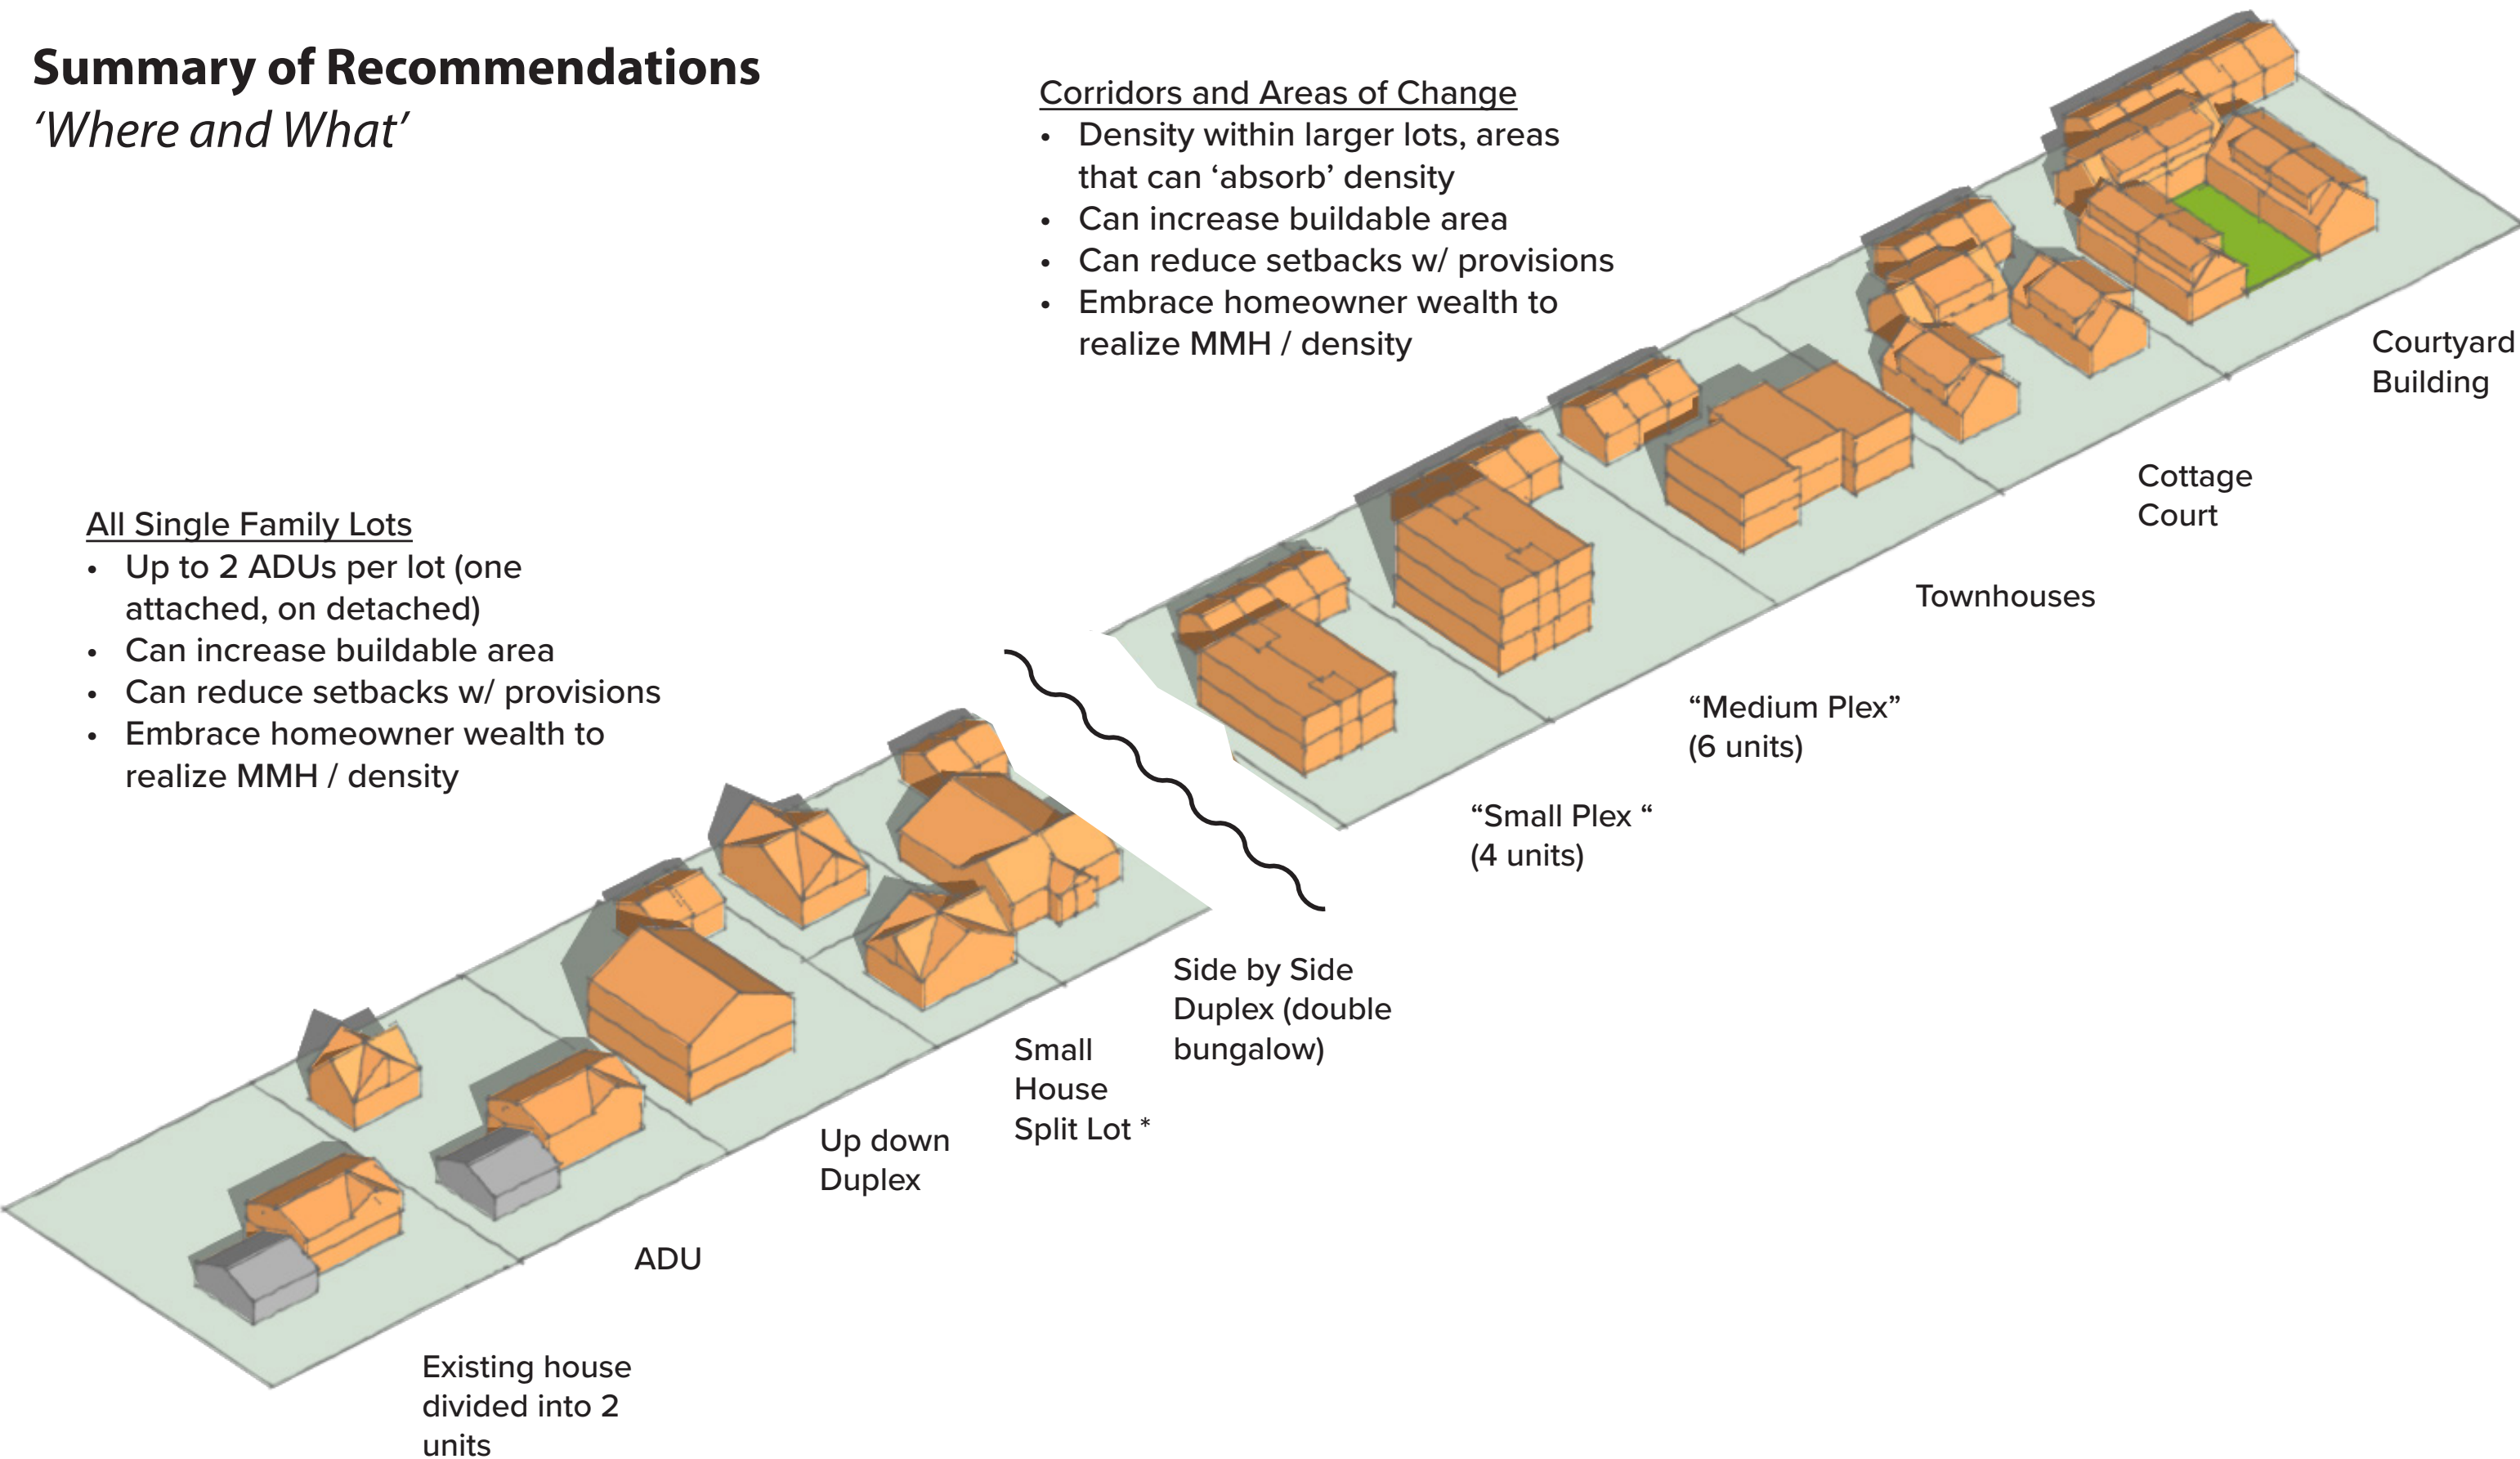 Summary of Recommendations
‘Where and What’
Corridors and Areas of Change
• Density within larger lots, areas
that can ‘absorb’ density
• Can increase buildable area
• Can reduce setbacks w/ provisions
• Embrace homeowner wealth to
realize MMH / density
All Single Family Lots
• Up to 2 ADUs per lot (one
attached, on detached)
• Can increase buildable area
• Can reduce setbacks w/ provisions
• Embrace homeowner wealth to
realize MMH / density
Existing house
divided into 2
units
ADU
Up down
Duplex
Small
House
Split Lot *
Side by Side
Duplex (double
bungalow)
“Small Plex “
(4 units)
“Medium Plex”
(6 units)
Townhouses
Cottage
Court
Courtyard
Building